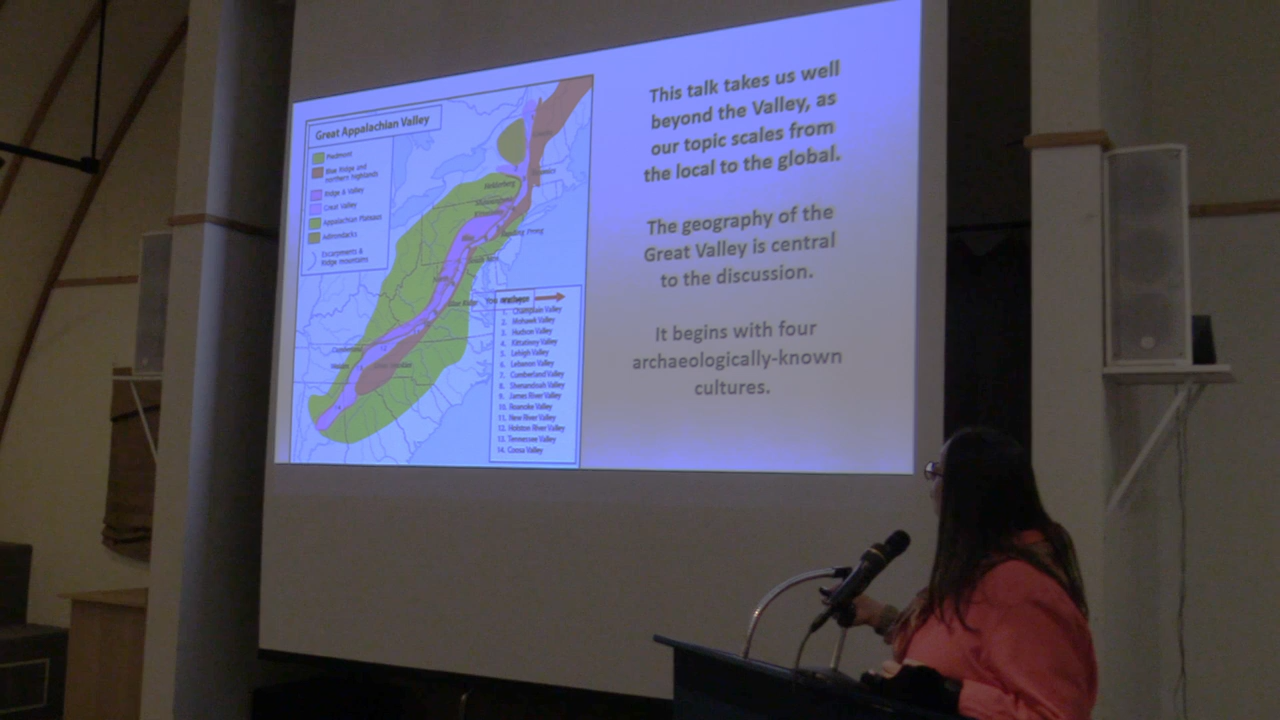 Great Appalachian Valley
Piedmont
Blue Ridge and
northern highlands
Ridge & Valley
Great Valley
Appalachian Plateaus
Adirondacks
Escarpments &
Ridge mountains
Helderberg
Reading Prong
Blue Ridge
You
1. Champlain Valley
2. Mohawk Valley
3. Hudson Valley
4. Kittatinny Valley
5. Lehigh Valley
6. Lebanon Valley
7. Cumberland Valley
8. Shenandoah Valley
9. James River Valley
10. Roanoke Valley
11. New River Valley
12. Holston River Valley
13. Tennessee Valley
14. Coosa Valley
This talk takes us well
beyond the Valley, as
our topic scales from
the local to the global.
The geography of the
Great Valley is central
to the discussion.
It begins with four
archaeologically-known
cultures.